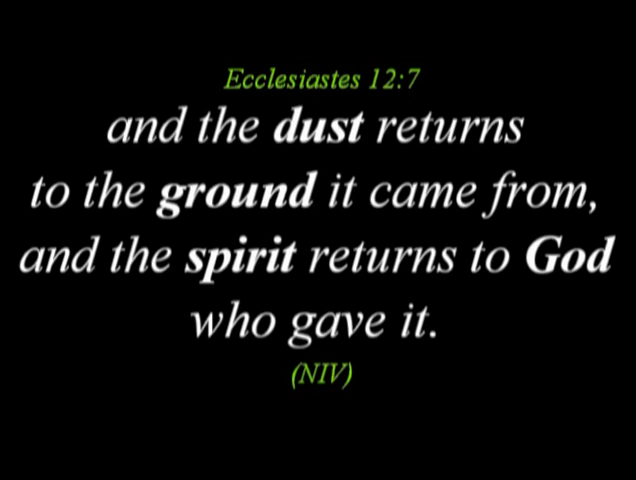 Ecclesiastes 12:7
and the dust returns
to the ground it came from,
and the spirit returns to God
who gave it.
(NIV)